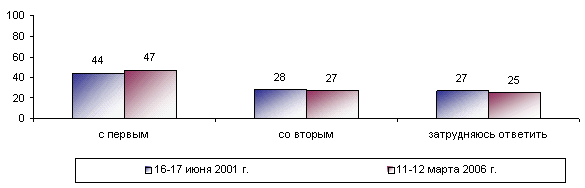 100
80
60
40
20
0
44
47
28
27
27
25
с первым
со вторым
затрудняюсь ответить
16-17 июня 2001 г.
11-12 марта 2006 г.